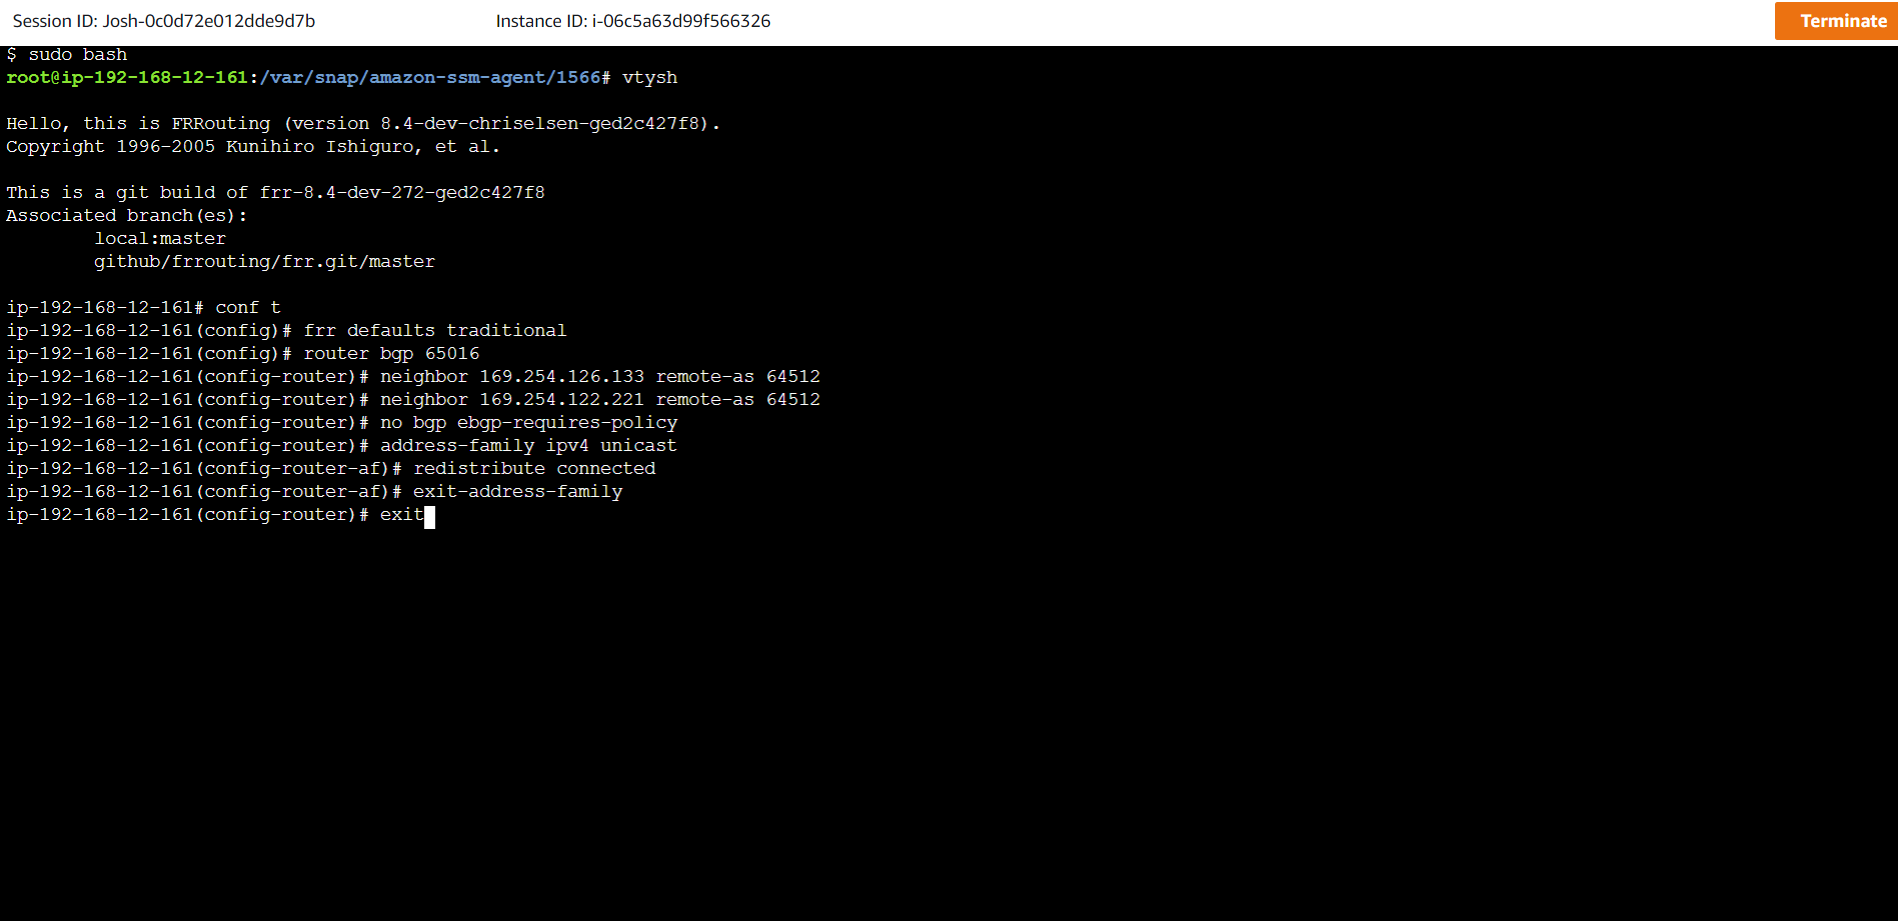 Session ID: Josh-0c0d72e012dde9d7b
Instance ID: i-06c5a63d99f566326
Terminate
$ sudo bash
root@ip-192-168-12-161:/var/snap/amazon-ssm-agent/1566# vtysh
Hello, this is FRRouting (version 8.4-dev-chriselsen-ged2c427f8).
Copyright 1996-2005 Kunihiro Ishiguro, et al.
This is a git build of frr-8.4-dev-272-ged2c427f8
Associated branch(es):
local:master
github/frrouting/frr.git/master
ip-192-168-12-161# conf t
ip-192-168-12-161(config)# frr defaults traditional
ip-192-168-12-161(config)# router bgp 65016
ip-192-168-12-161(config-router)# neighbor 169.254.126.133 remote-as 64512
ip-192-168-12-161(config-router)# neighbor 169.254.122.221 remote-as 64512
ip-192-168-12-161(config-router)# no bgp ebgp-requires-policy
ip-192-168-12-161(config-router)# address-family ipv4 unicast
ip-192-168-12-161(config-router-af)# redistribute connected
ip-192-168-12-161(config-router-af)# exit-address-family
ip-192-168-12-161(config-router)# exit